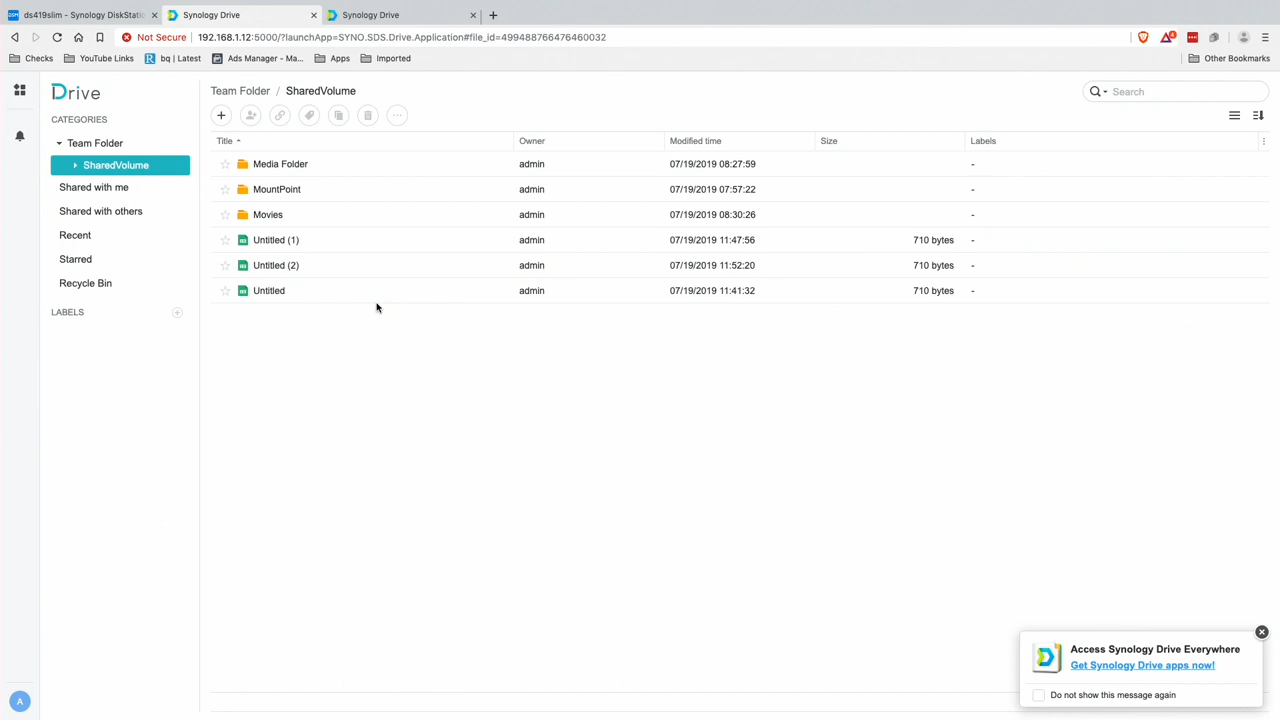 ds419slim - Synology DiskStati
Synology Drive
Synology Drive
Not Secure
192.168.1.12:5000/?launchApp=SYNO.SDS.Drive.Application#file_id=499488766476460032
4
Checks
YouTube Links
bq | Latest
Ads Manager - Ma...
Apps
Imported
Other Bookmarks
Drive
Team Folder / SharedVolume
Search
CATEGORIES
Team Folder
SharedVolume
Shared with me
Shared with others
Recent
Starred
Recycle Bin
LABELS
Title Owner Modified time Size Labels
Media Folder admin 07/19/2019 08:27:59 -
MountPoint admin 07/19/2019 07:57:22 -
Movies admin 07/19/2019 08:30:26 -
Untitled (1) admin 07/19/2019 11:47:56 710 bytes -
Untitled (2) admin 07/19/2019 11:52:20 710 bytes -
Untitled admin 07/19/2019 11:41:32 710 bytes -
Access Synology Drive Everywhere
Get Synology Drive apps now!
Do not show this message again
A